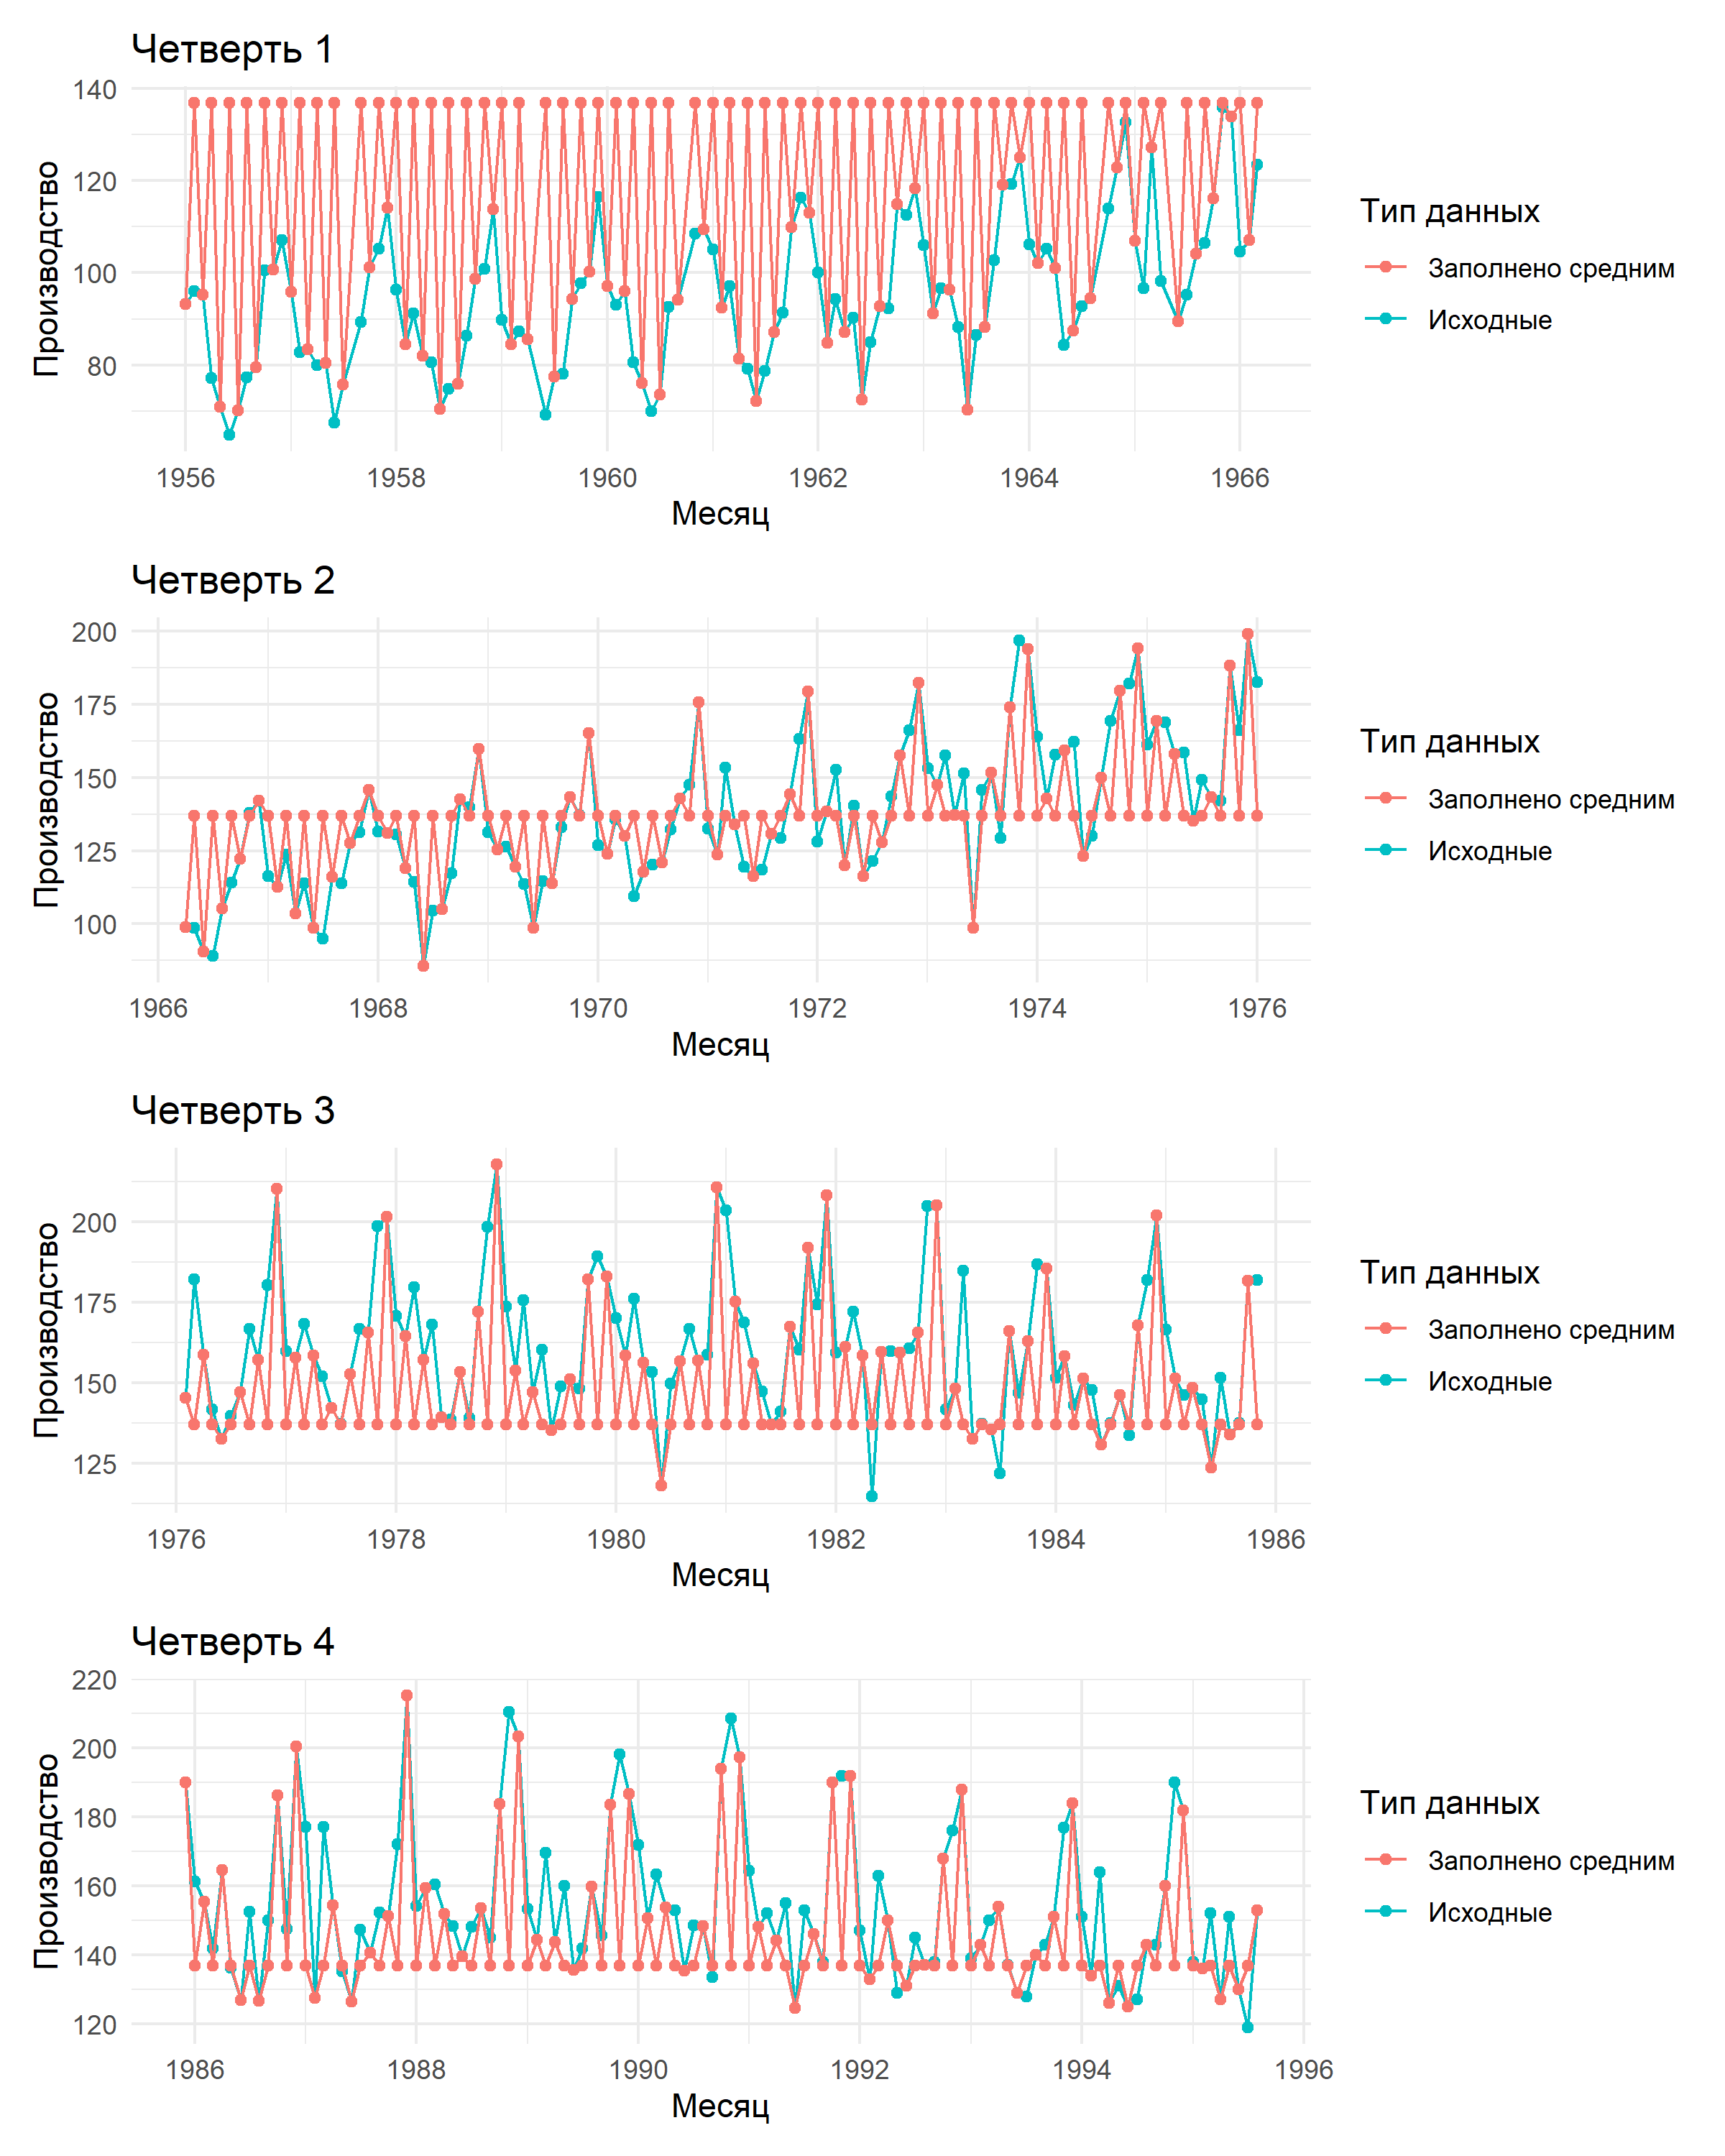 Четверть 1
140
120
100
80
Производство
1956 1958 1960 1962 1964 1966
Месяц
Тип данных
Заполнено средним
Исходные
Четверть 2
200
175
150
125
100
Производство
1966 1968 1970 1972 1974 1976
Месяц
Тип данных
Заполнено средним
Исходные
Четверть 3
200
175
150
125
Производство
1976 1978 1980 1982 1984 1986
Месяц
Тип данных
Заполнено средним
Исходные
Четверть 4
220
200
180
160
140
120
Производство
1986 1988 1990 1992 1994 1996
Месяц
Тип данных
Заполнено средним
Исходные